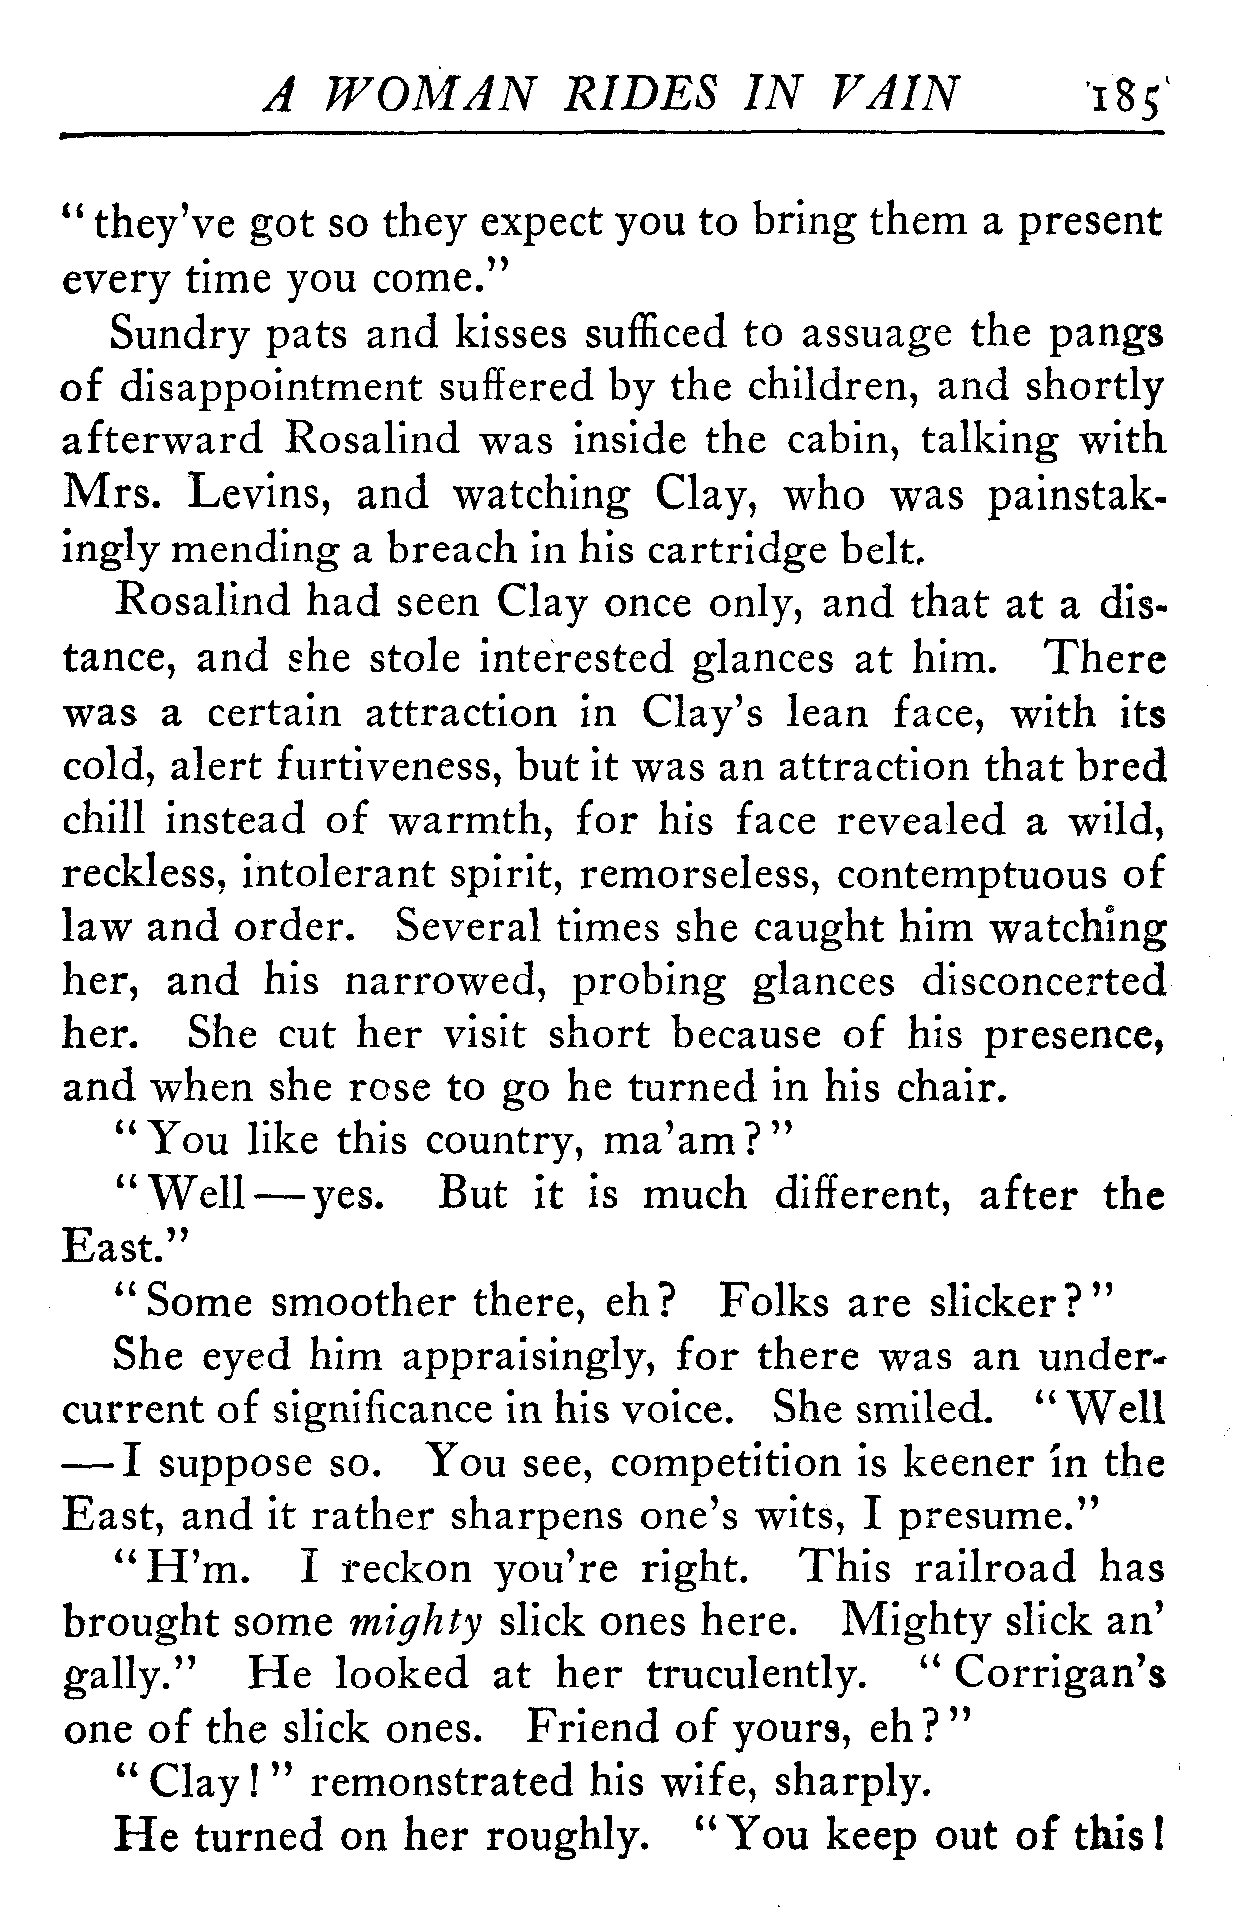 A WOMAN RIDES IN VAIN 185
"they've got so they expect you to bring them a present
every time you come."
Sundry pats and kisses sufficed to assuage the pangs
of disappointment suffered by the children, and shortly
afterward Rosalind was inside the cabin, talking with
Mrs. Levins, and watching Clay, who was painstak-
ingly mending a breach in his cartridge belt.
Rosalind had seen Clay once only, and that at a dis-
tance, and she stole interested glances at him. There
was a certain attraction in Clay's lean face, with its
cold, alert furtiveness, but it was an attraction that bred
chill instead of warmth, for his face revealed a wild,
reckless, intolerant spirit, remorseless, contemptuous of
law and order. Several times she caught him watching
her, and his narrowed, probing glances disconcerted
her. She cut her visit short because of his presence,
and when she rose to go he turned in his chair.
"You like this country, ma'am?"
"Well—yes. But it is much different, after the
East."
"Some smoother there, eh? Folks are slicker?"
She eyed him appraisingly, for there was an under-
current of significance in his voice. She smiled. "Well
—I suppose so. You see, competition is keener in the
East, and it rather sharpens one's wits, I presume."
"H'm. I reckon you're right. This railroad has
brought some mighty slick ones here. Mighty slick an'
gally." He looked at her truculently. "Corrigan's
one of the slick ones. Friend of yours, eh?"
"Clay!" remonstrated his wife, sharply.
He turned on her roughly. "You keep out of this!